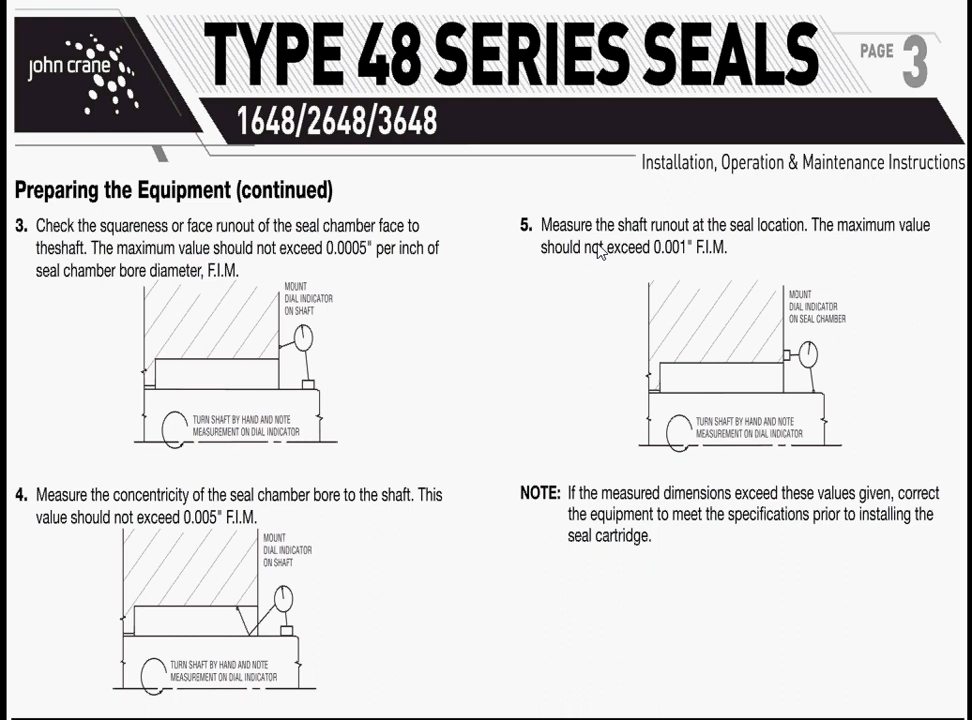 john crane
TYPE 48 SERIES SEALS
PAGE 3
1648/2648/3648
Installation, Operation & Maintenance Instructions
Preparing the Equipment (continued)
3. Check the squareness or face runout of the seal chamber face to
theshaft. The maximum value should not exceed 0.0005" per inch of
seal chamber bore diameter, F.I.M.
MOUNT
DIAL INDICATOR
ON SHAFT
TURN SHAFT BY HAND AND NOTE
MEASUREMENT ON DIAL INDICATOR
4. Measure the concentricity of the seal chamber bore to the shaft. This
value should not exceed 0.005" F.I.M.
MOUNT
DIAL INDICATOR
ON SHAFT
TURN SHAFT BY HAND AND NOTE
MEASUREMENT ON DIAL INDICATOR
5. Measure the shaft runout at the seal location. The maximum value
should not exceed 0.001" F.I.M.
MOUNT
DIAL INDICATOR
ON SEAL CHAMBER
TURN SHAFT BY HAND AND NOTE
MEASUREMENT ON DIAL INDICATOR
NOTE: If the measured dimensions exceed these values given, correct
the equipment to meet the specifications prior to installing the
seal cartridge.